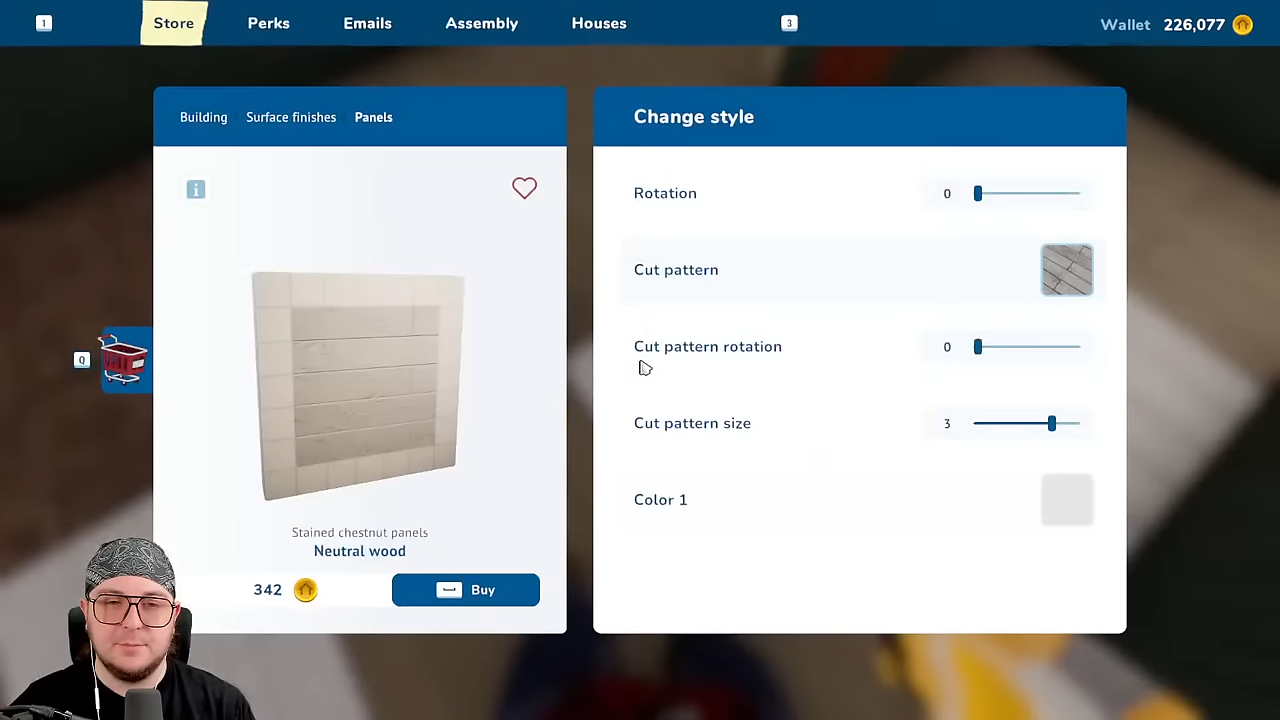 1 Store Perks Emails Assembly Houses 3 Wallet 226,077
Building Surface finishes Panels
Change style
i
Rotation 0
Cut pattern
Cut pattern rotation 0
Q
Cut pattern size 3
Color 1
Stained chestnut panels
Neutral wood
342 Buy